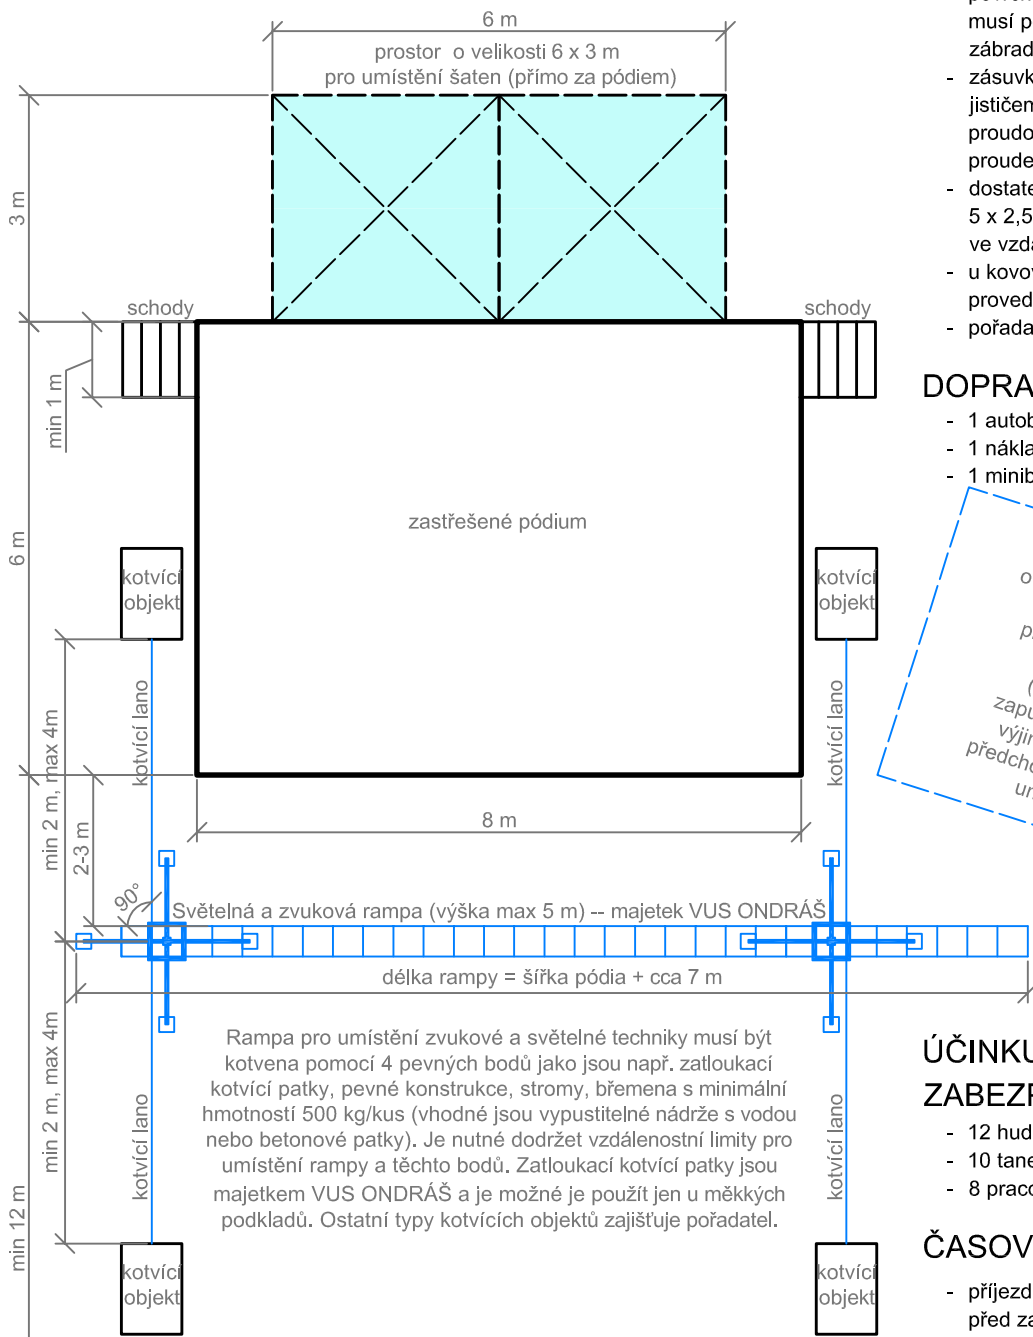 6 m
prostor o velikosti 6 x 3 m
pro umístění šaten (přímo za pódiem)
3 m
schody
schody
min 1 m
zastřešené pódium
6 m
kotvící
objekt
kotvící
objekt
kotvící lano
kotvící lano
min 2 m, max 4m
2-3 m
8 m
90°
Světelná a zvuková rampa (výška max 5 m) -- majetek VUS ONDRÁŠ
délka rampy = šířka pódia + cca 7 m
Rampa pro umístění zvukové a světelné techniky musí být
kotvena pomocí 4 pevných bodů jako jsou např. zatloukací
kotvící patky, pevné konstrukce, stromy, břemena s minimální
hmotností 500 kg/kus (vhodné jsou vypustitelné nádrže s vodou
nebo betonové patky). Je nutné dodržet vzdálenostní limity pro
umístění rampy a těchto bodů. Zatloukací kotvící patky jsou
majetkem VUS ONDRÁŠ a je možné je použít jen u měkkých
podkladů. Ostatní typy kotvících objektů zajišťuje pořadatel.
min 2 m, max 4m
kotvící lano
kotvící lano
min 12 m
kotvící
objekt
kotvící
objekt
musí p
zábrad
- zásuvk
jističem
proudo
proude
- dostate
5 x 2,5
ve vzda
- u kovov
proved
- pořada
DOPRA
- 1 autob
- 1 nákla
- 1 minib
o
p
(
zapu
výjir
předcho
ur
ÚČINKU
ZABEZP
- 12 hud
- 10 tane
- 8 praco
ČASOV
- příjezd
před za